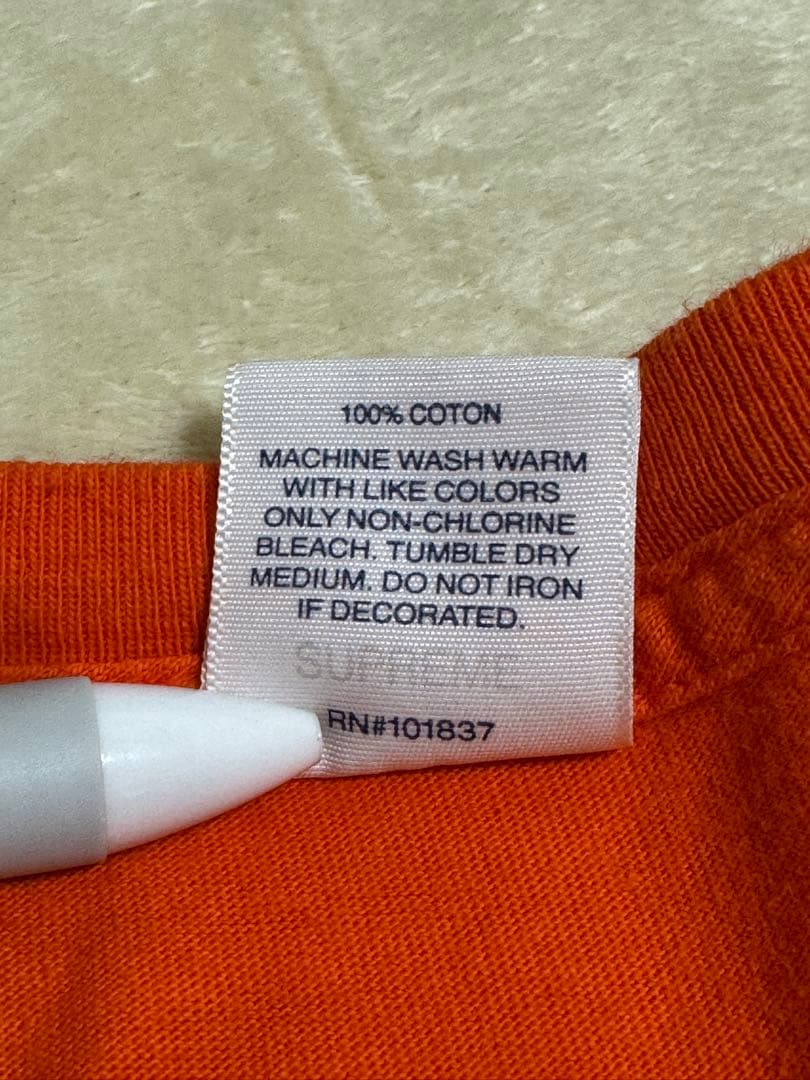 100% COTON
MACHINE WASH WARM
WITH LIKE COLORS
ONLY NON-CHLORINE
BLEACH. TUMBLE DRY
MEDIUM. DO NOT IRON
IF DECORATED.
SUPREME
RN#101837